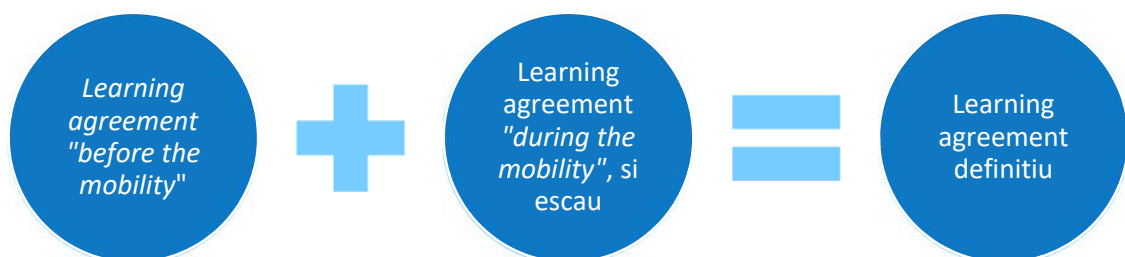 Learning
agreement
"before the
mobility"
Learning
agreement
"during the
mobility", si
escau
Learning
agreement
definitiu